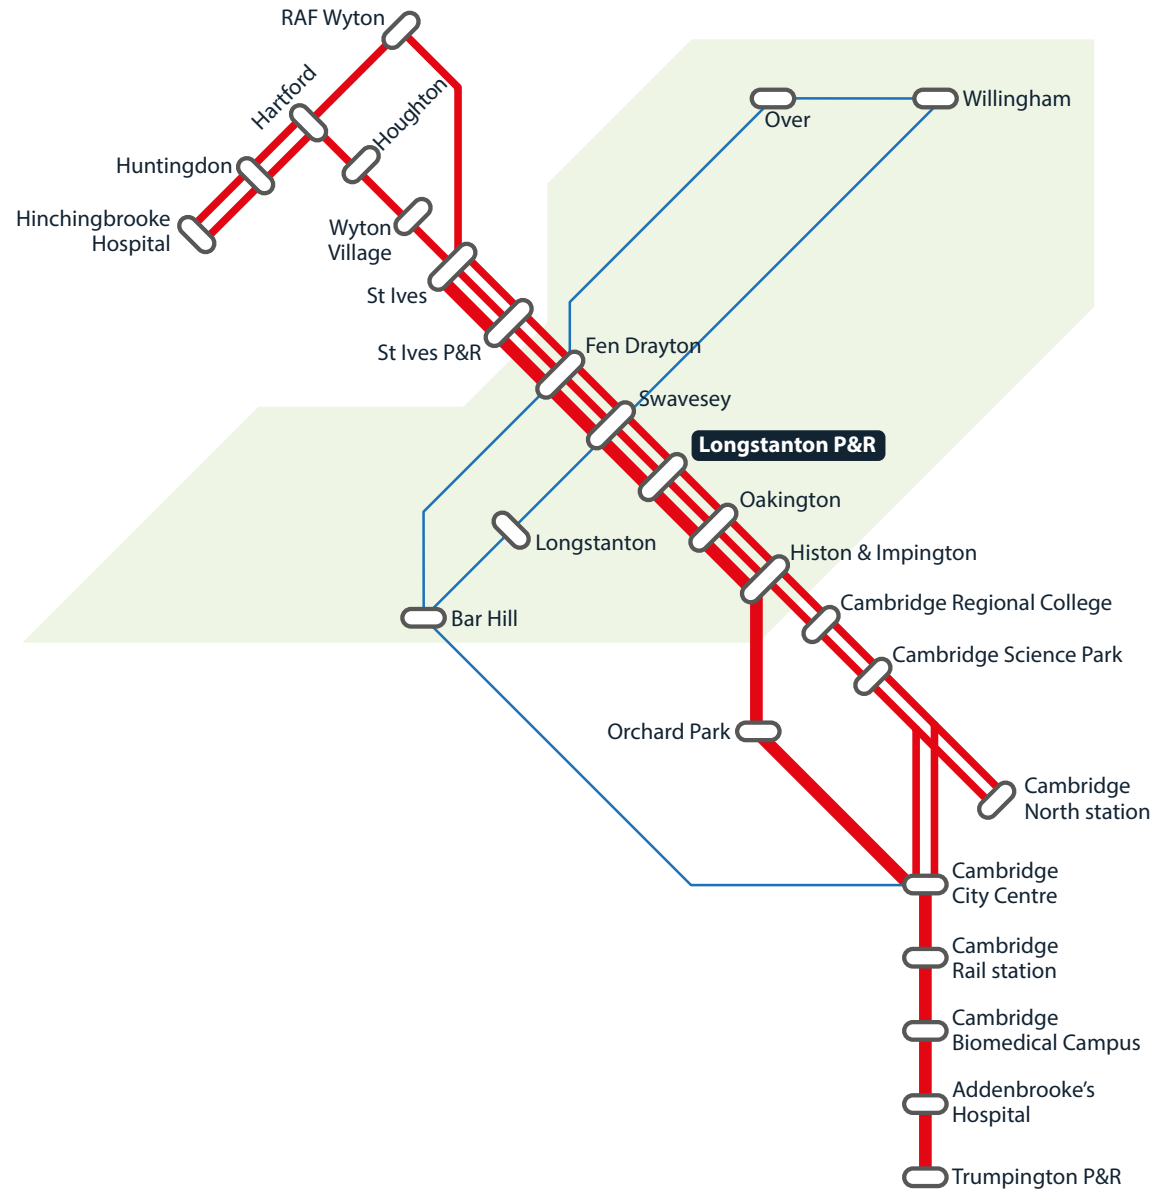 RAF Wyton
Hartford
Houghton
Over
Willingham
Huntingdon
Hinchingbrooke
Hospital
Wyton
Village
St Ives
St Ives P&R
Fen Drayton
Swavesey
Longstanton P&R
Oakington
Longstanton
Histon & Impington
Bar Hill
Cambridge Regional College
Cambridge Science Park
Orchard Park
Cambridge
North station
Cambridge
City Centre
Cambridge
Rail station
Cambridge
Biomedical Campus
Addenbrooke’s
Hospital
Trumpington P&R